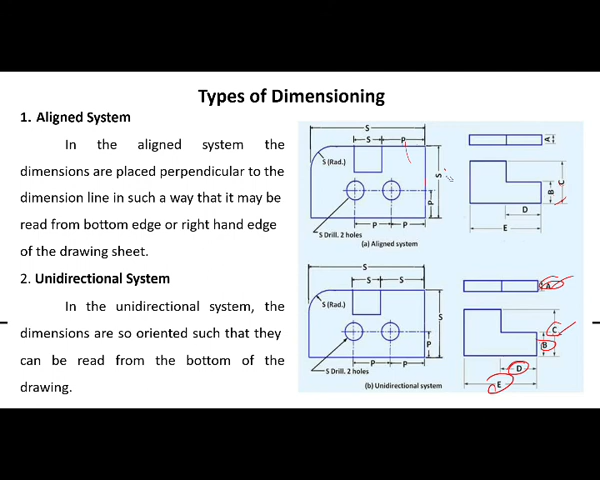 Types of Dimensioning
1. Aligned System
In the aligned system the
dimensions are placed perpendicular to the
dimension line in such a way that it may be
read from bottom edge or right hand edge
of the drawing sheet.
2. Unidirectional System
In the unidirectional system, the
dimensions are so oriented such that they
can be read from the bottom of the
drawing.
S
S P
S (Rad.)
S
P
P P
S Drill. 2 holes
(a) Aligned system
A
B
C
D
E
S
S S
S (Rad.)
S
P
P P
S Drill. 2 holes
(b) Unidirectional system
A
C
B
D
E